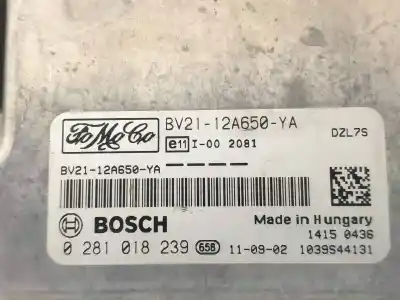 FoMoCo
BV21-12A650-YA
DZL7S
e11 I-00 2081
BV21-12A650-YA
BOSCH
Made in Hungary
1415 0436
0 281 018 239 658 11-09-02 1039S44131